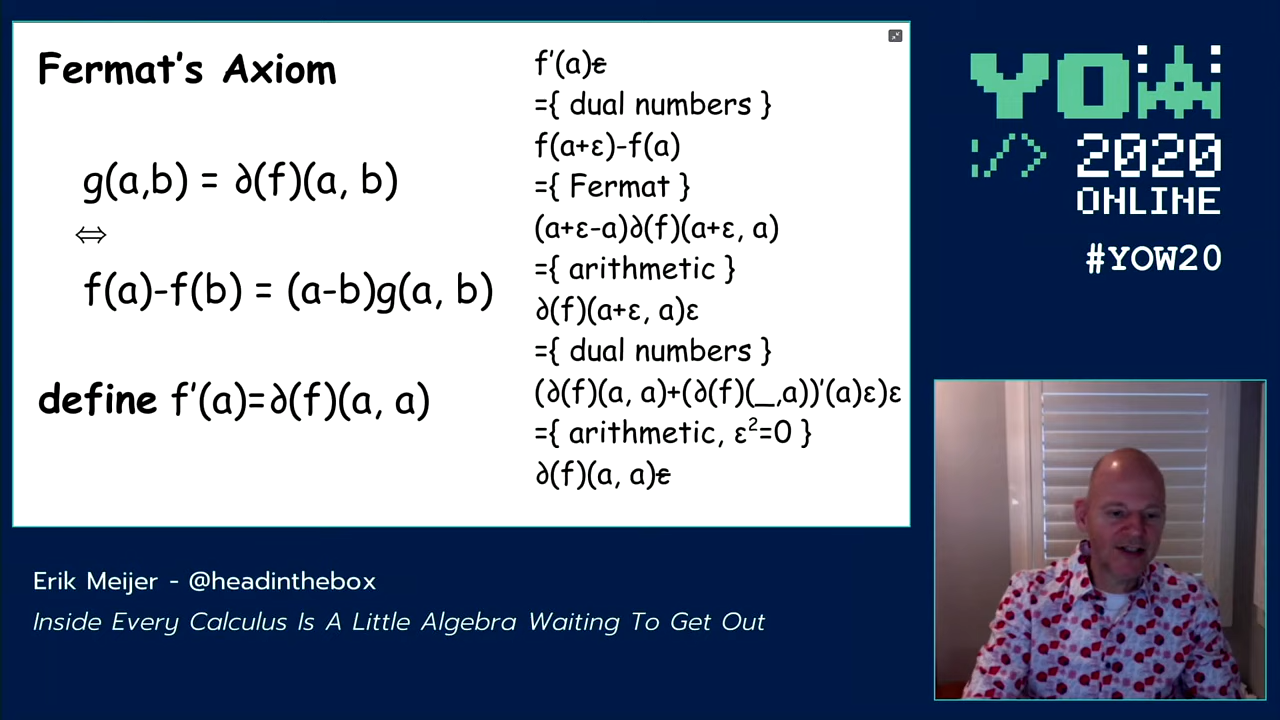 Fermat's Axiom
g(a,b) = ∂(f)(a, b)
⇔
f(a)-f(b) = (a-b)g(a, b)
define f'(a)=∂(f)(a, a)
f'(a)ε
={ dual numbers }
f(a+ε)-f(a)
={ Fermat }
(a+ε-a)∂(f)(a+ε, a)
={ arithmetic }
∂(f)(a+ε, a)ε
={ dual numbers }
(∂(f)(a, a)+(∂(f)(_,a))'(a)ε)ε
={ arithmetic, ε²=0 }
∂(f)(a, a)ε
YOW
:/> 2020
ONLINE
#YOW20
Erik Meijer - @headinthebox
Inside Every Calculus Is A Little Algebra Waiting To Get Out